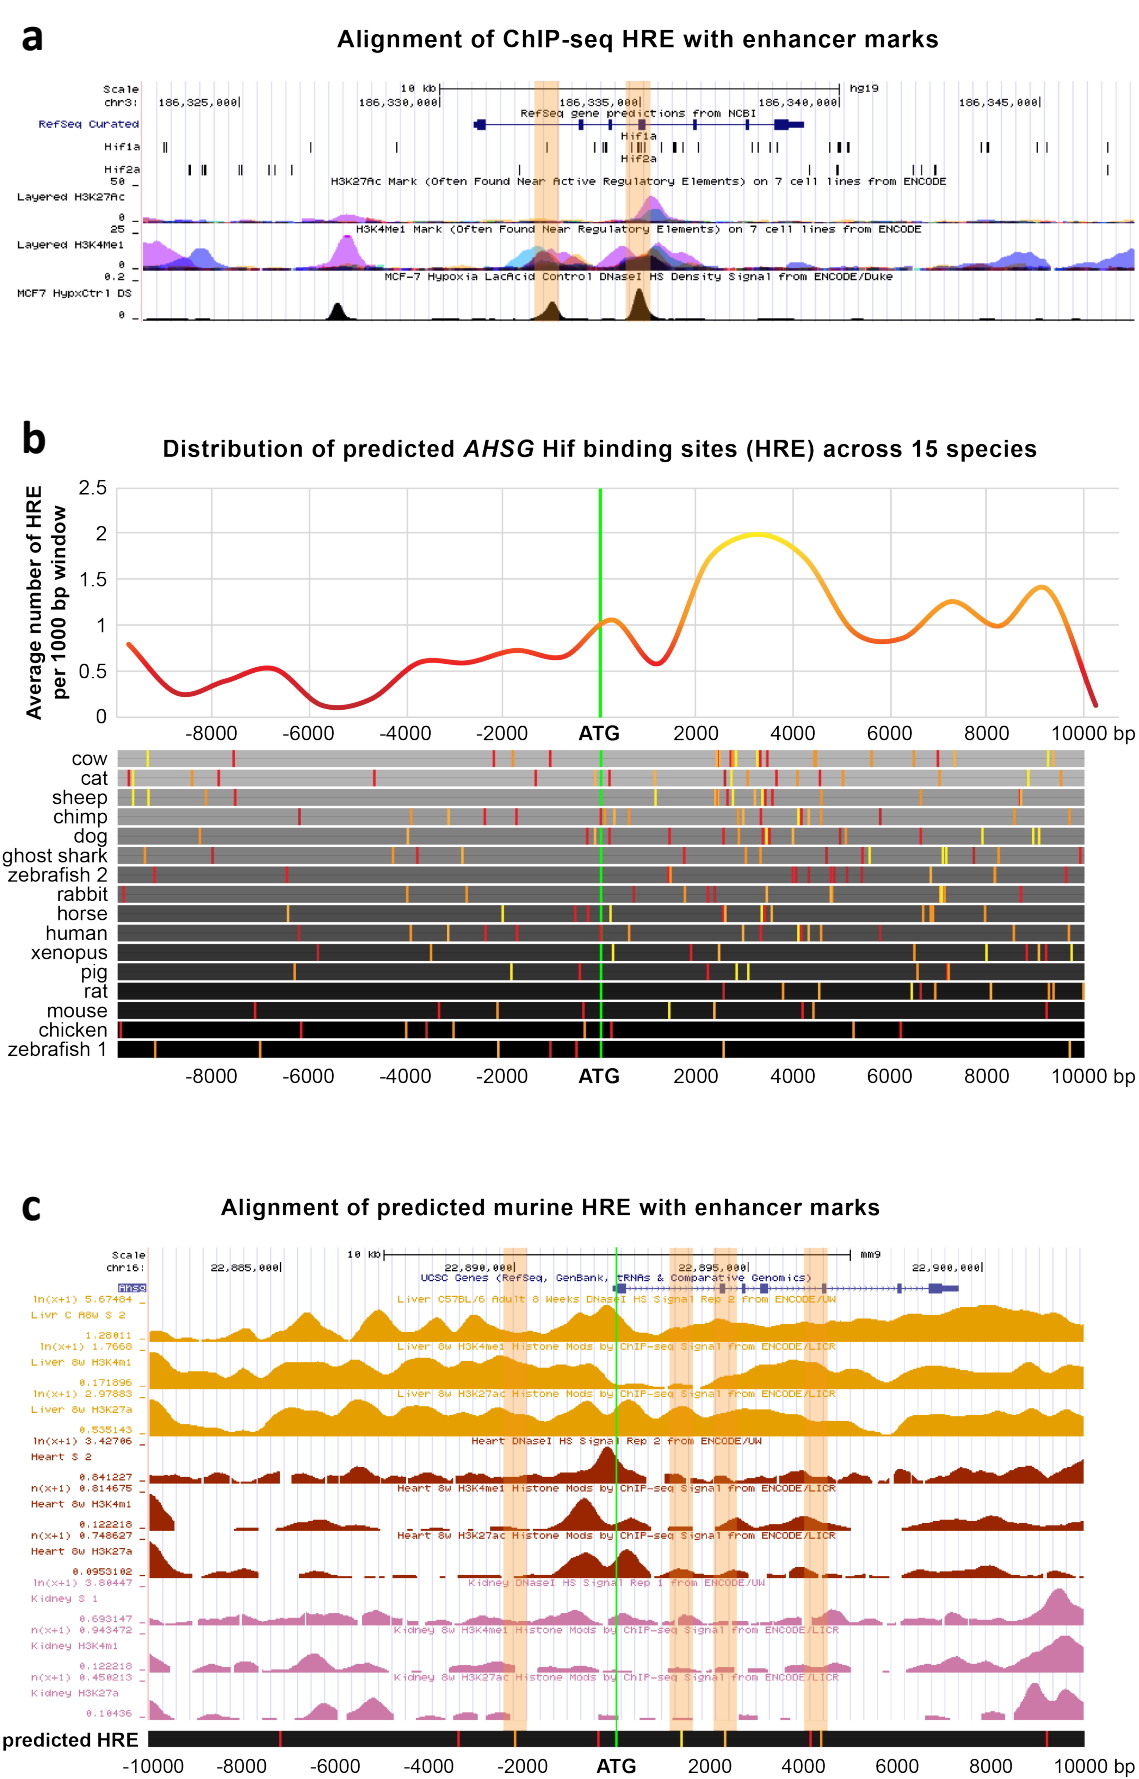 a
Alignment of ChIP-seq HRE with enhancer marks
Scale 10 kb hg19
chr3: 186,325,000 186,330,000 186,335,000 186,340,000 186,345,000
RefSeq gene predictions from NCBI
RefSeq Curated
Hif1a
Hif1a
Hif2a
Hif2a
50 _ H3K27Ac Mark (Often Found Near Active Regulatory Elements) on 7 cell lines from ENCODE
Layered H3K27Ac
0 _
25 _ H3K4Me1 Mark (Often Found Near Regulatory Elements) on 7 cell lines from ENCODE
Layered H3K4Me1
0 _
0.2 _ MCF-7 Hypoxia LacAcid Control DNaseI HS Density Signal from ENCODE/Duke
MCF7 HypxCtrl DS
0 _
b
Distribution of predicted AHSG Hif binding sites (HRE) across 15 species
Average number of HRE
per 1000 bp window
2.5
2
1.5
1
0.5
0
-8000 -6000 -4000 -2000 ATG 2000 4000 6000 8000 10000 bp
cow
cat
sheep
chimp
dog
ghost shark
zebrafish 2
rabbit
horse
human
xenopus
pig
rat
mouse
chicken
zebrafish 1
-8000 -6000 -4000 -2000 ATG 2000 4000 6000 8000 10000 bp
c
Alignment of predicted murine HRE with enhancer marks
Scale 10 kb mm9
chr16: 22,885,000 22,890,000 22,895,000 22,900,000
UCSC Genes (RefSeq, GenBank, tRNAs & Comparative Genomics)
Ahsg
ln(x+1) 5.67484 _ Liver C57BL/6 Adult 8 Weeks DNaseI HS Signal Rep 2 from ENCODE/UW
Livr C A8W S 2
1.28011 _
ln(x+1) 1.7668 _ Liver 8w H3K4me1 Histone Mods by ChIP-seq Signal from ENCODE/LICR
Liver 8w H3K4m1
0.171896 _
ln(x+1) 2.97883 _ Liver 8w H3K27ac Histone Mods by ChIP-seq Signal from ENCODE/LICR
Liver 8w H3K27a
0.535143 _
ln(x+1) 3.42706 _ Heart DNaseI HS Signal Rep 2 from ENCODE/UW
Heart S 2
0.841227 _
n(x+1) 0.814675 _ Heart 8w H3K4me1 Histone Mods by ChIP-seq Signal from ENCODE/LICR
Heart 8w H3K4m1
0.122218 _
n(x+1) 0.748627 _ Heart 8w H3K27ac Histone Mods by ChIP-seq Signal from ENCODE/LICR
Heart 8w H3K27a
0.0953102 _
ln(x+1) 3.80447 _ Kidney DNaseI HS Signal Rep 1 from ENCODE/UW
Kidney S 1
0.693147 _
n(x+1) 0.943472 _ Kidney 8w H3K4me1 Histone Mods by ChIP-seq Signal from ENCODE/LICR
Kidney H3K4m1
0.122218 _
n(x+1) 0.450213 _ Kidney 8w H3K27ac Histone Mods by ChIP-seq Signal from ENCODE/LICR
Kidney H3K27a
0.10436 _
predicted HRE
-10000 -8000 -6000 -4000 -2000 ATG 2000 4000 6000 8000 10000 bp